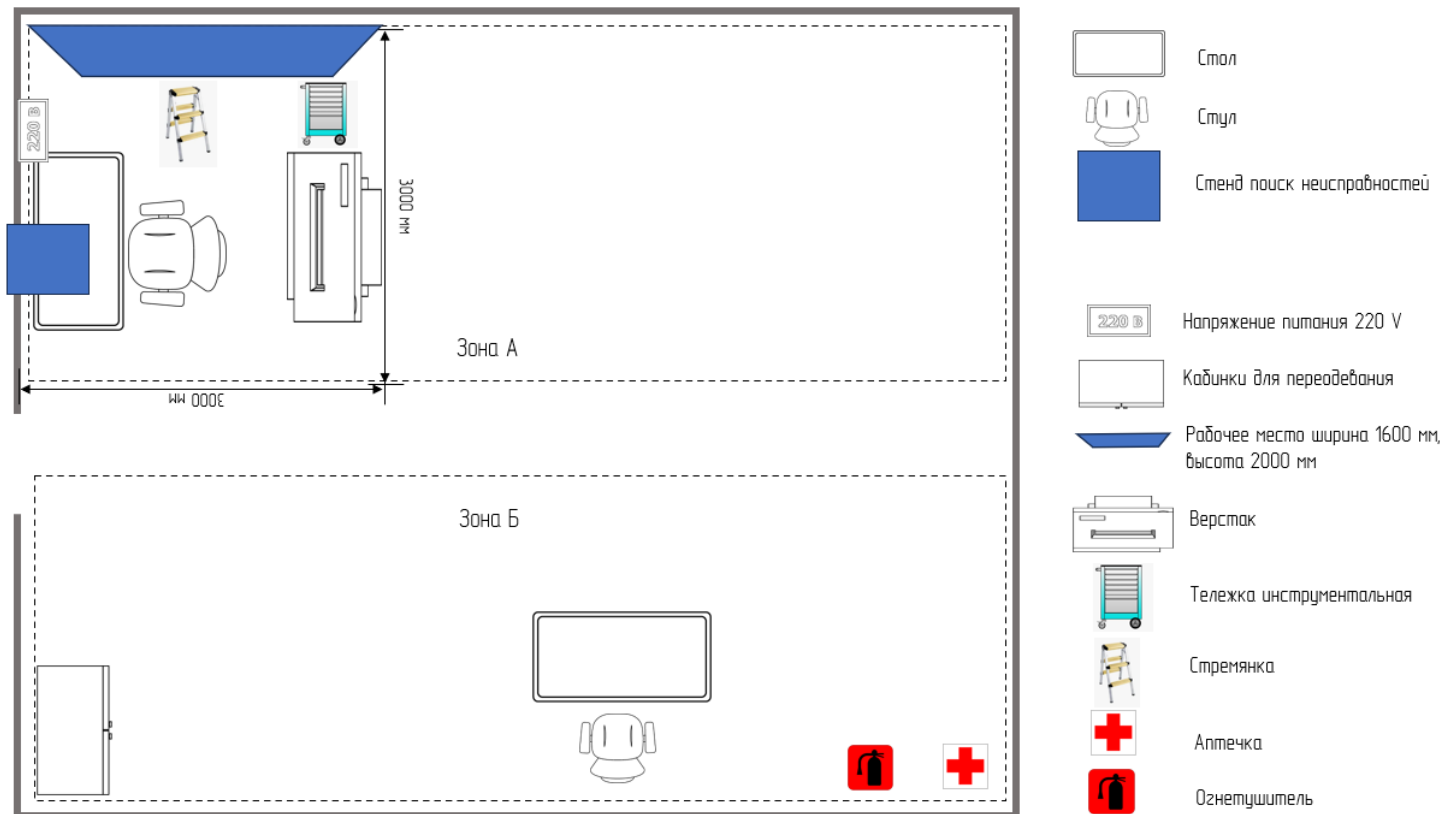 220 В
3000 мм
Зона А
3000 мм
Зона Б
Стол
Стул
Стенд поиск неисправностей
220 В
Напряжение питания 220 V
Кабинки для переодевания
Рабочее место ширина 1600 мм,
высота 2000 мм
Верстак
Тележка инструментальная
Стремянка
Аптечка
Огнетушитель